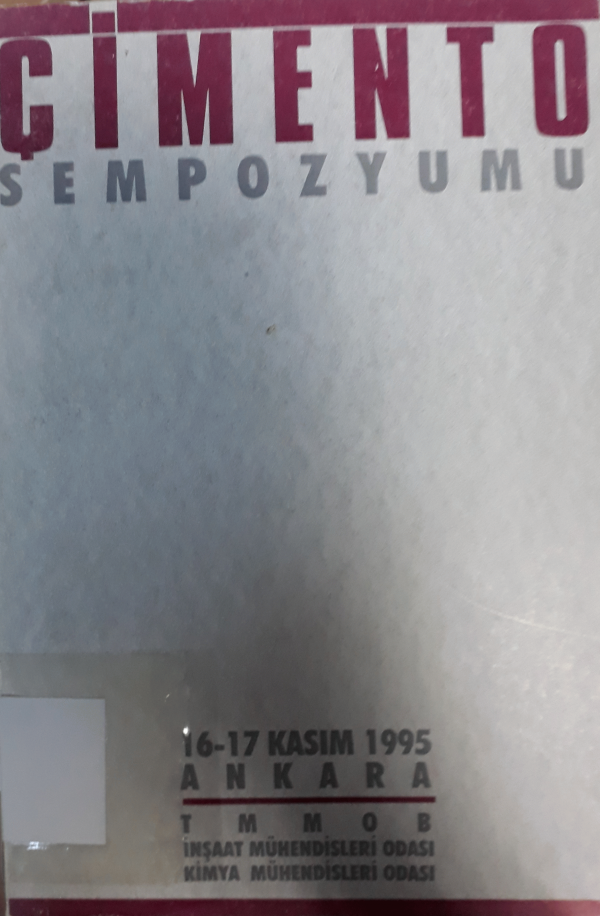 ÇİMENTO
SEMPOZYUMU
16-17 KASIM 1995
ANKARA
TMMOB
İNŞAAT MÜHENDİSLERİ ODASI
KİMYA MÜHENDİSLERİ ODASI